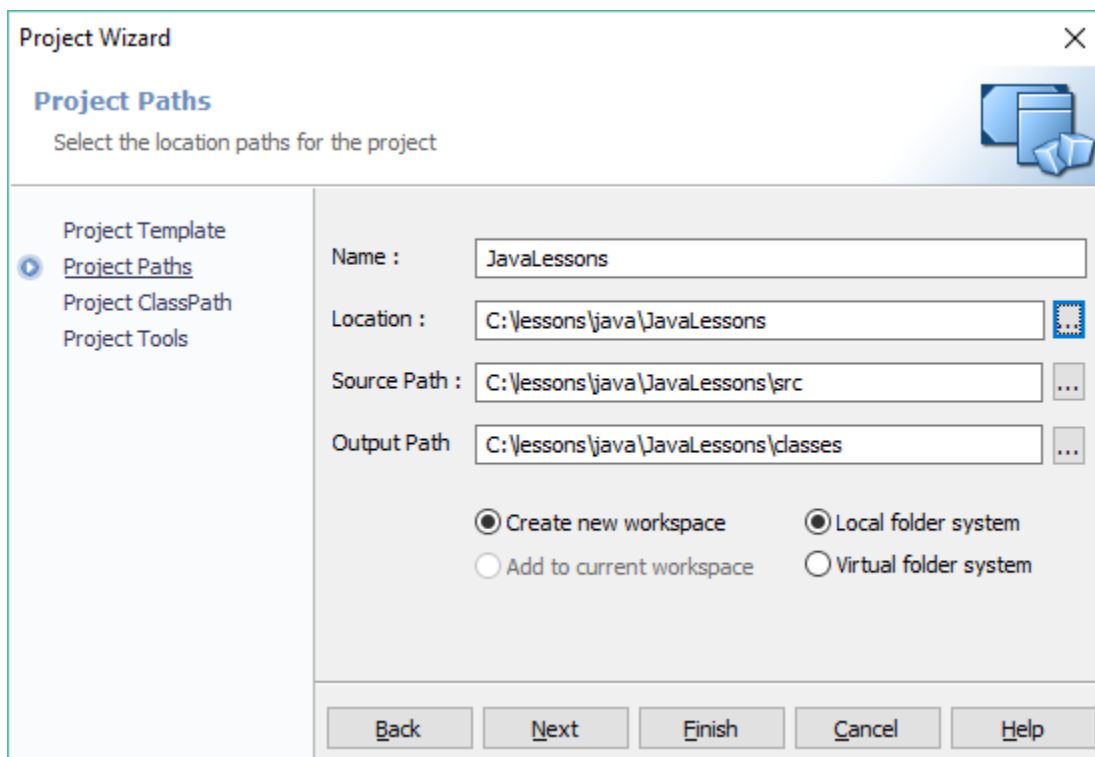 Project Wizard
Project Paths
Select the location paths for the project
Project Template
Project Paths
Project ClassPath
Project Tools
Name :
JavaLessons
Location :
C:\lessons\java\JavaLessons
...
Source Path :
C:\lessons\java\JavaLessons\src
...
Output Path
C:\lessons\java\JavaLessons\classes
...
Create new workspace
Local folder system
Add to current workspace
Virtual folder system
Back
Next
Finish
Cancel
Help